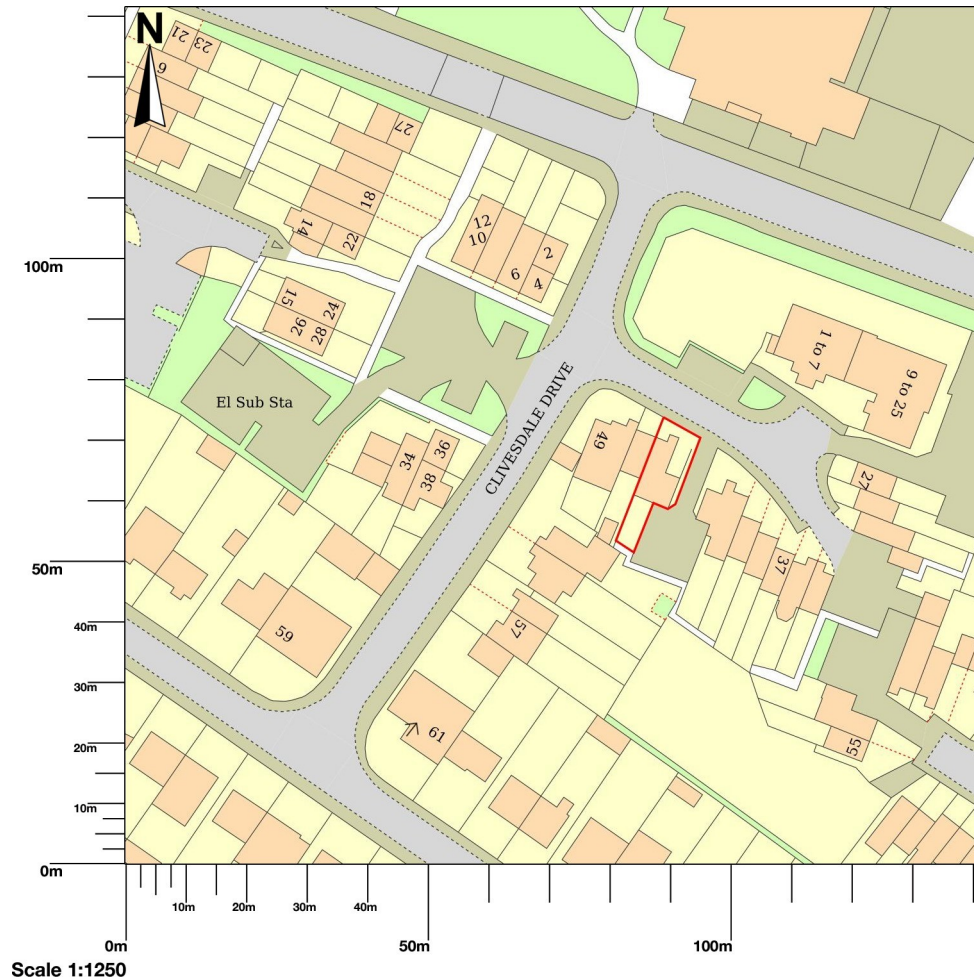 N
21
23
9
27
18
14
22
12
10
2
6
4
15
24
26
28
El Sub Sta
CLIVESDALE DRIVE
1 to 7
9 to 25
36
34
38
49
27
37
59
57
61
55
100m
50m
40m
30m
20m
10m
0m
10m
20m
30m
40m
0m
50m
100m
Scale 1:1250